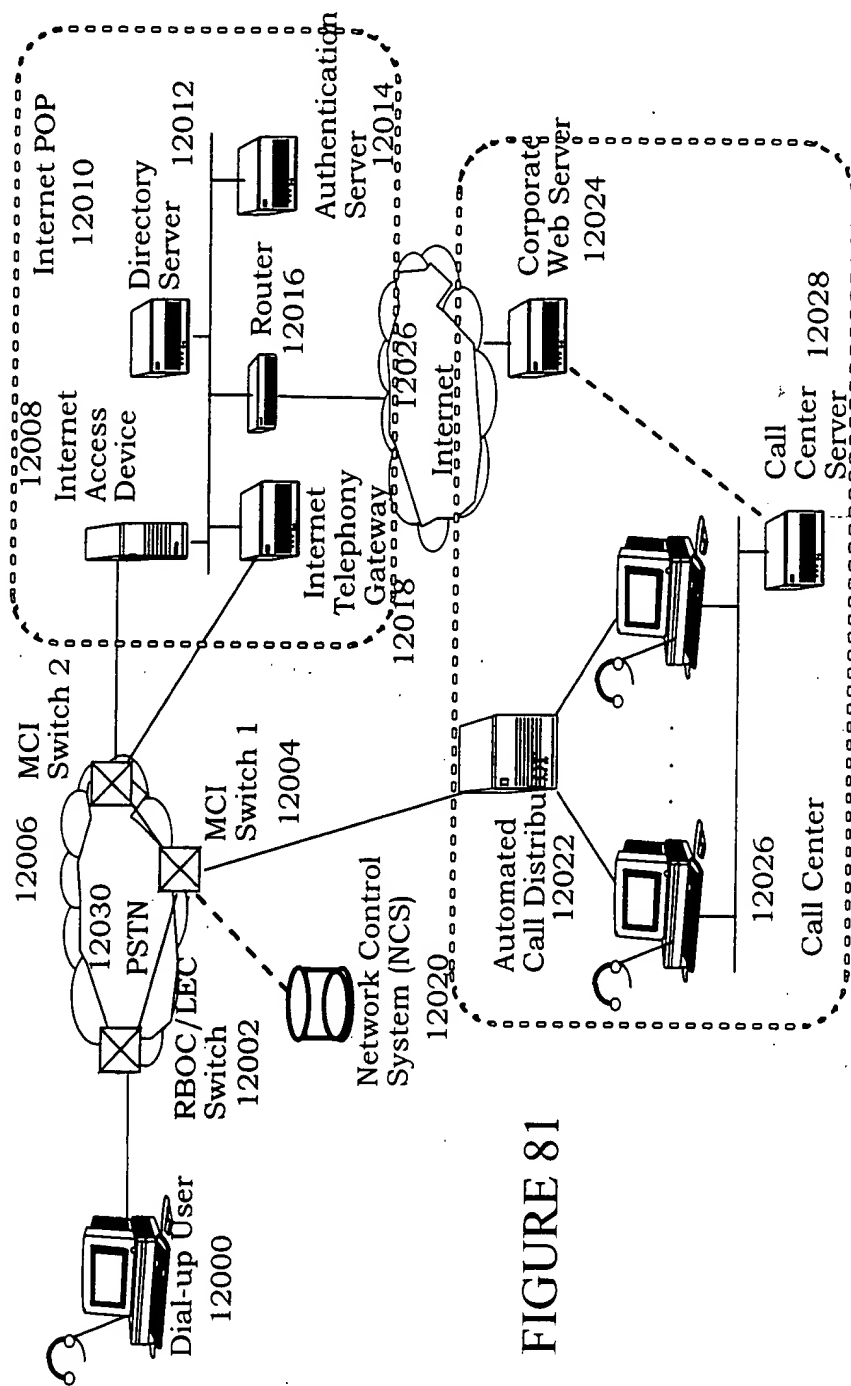 Internet POP
12010
12008
Internet
Access
Device
Directory
Server
12012
Router
12016
Authentication
Server
12014
Internet
Telephony
Gateway
12018
12006
MCI
Switch 2
12030
PSTN
MCI
Switch 1
12004
RBOC/LEC
Switch
12002
Dial-up User
12000
Network Control
System (NCS)
12020
12026
Internet
Corporate
Web Server
12024
Automated
Call Distributor
12022
Call
Center
Server
12028
12026
Call Center
FIGURE 81